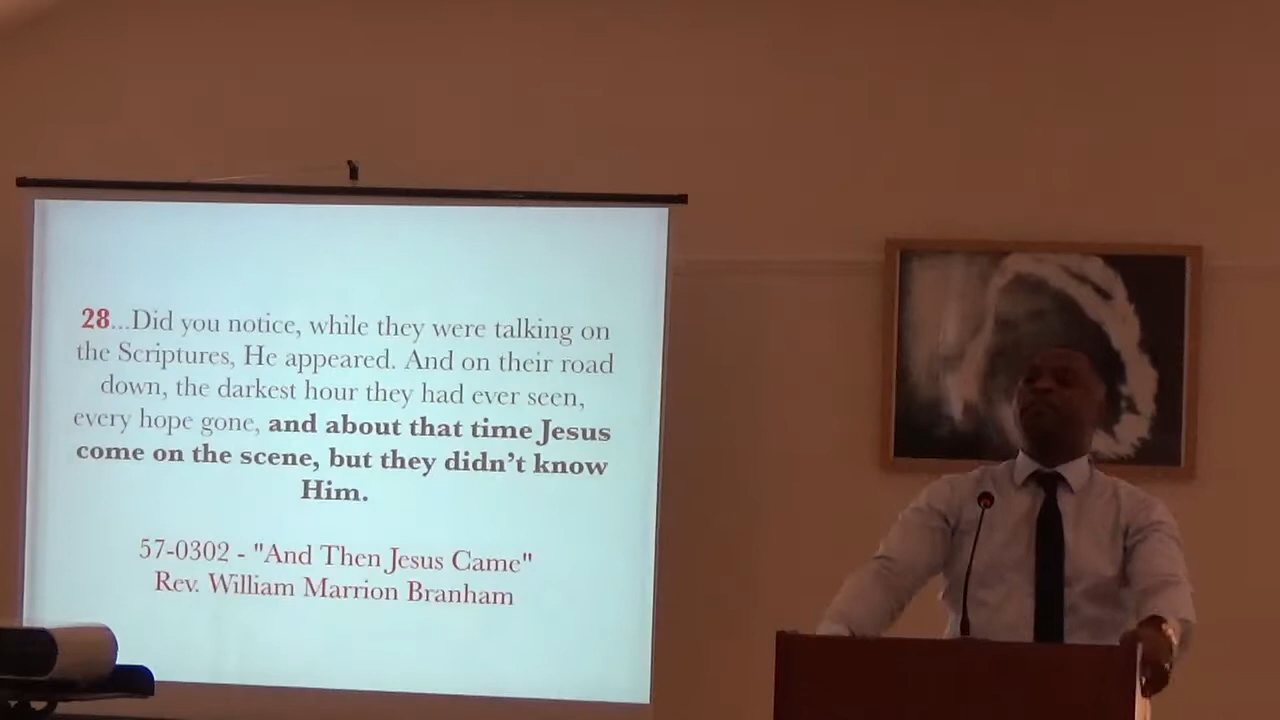 28...Did you notice, while they were talking on
the Scriptures, He appeared. And on their road
down, the darkest hour they had ever seen,
every hope gone, and about that time Jesus
come on the scene, but they didn't know
Him.
57-0302 - "And Then Jesus Came"
Rev. William Marrion Branham